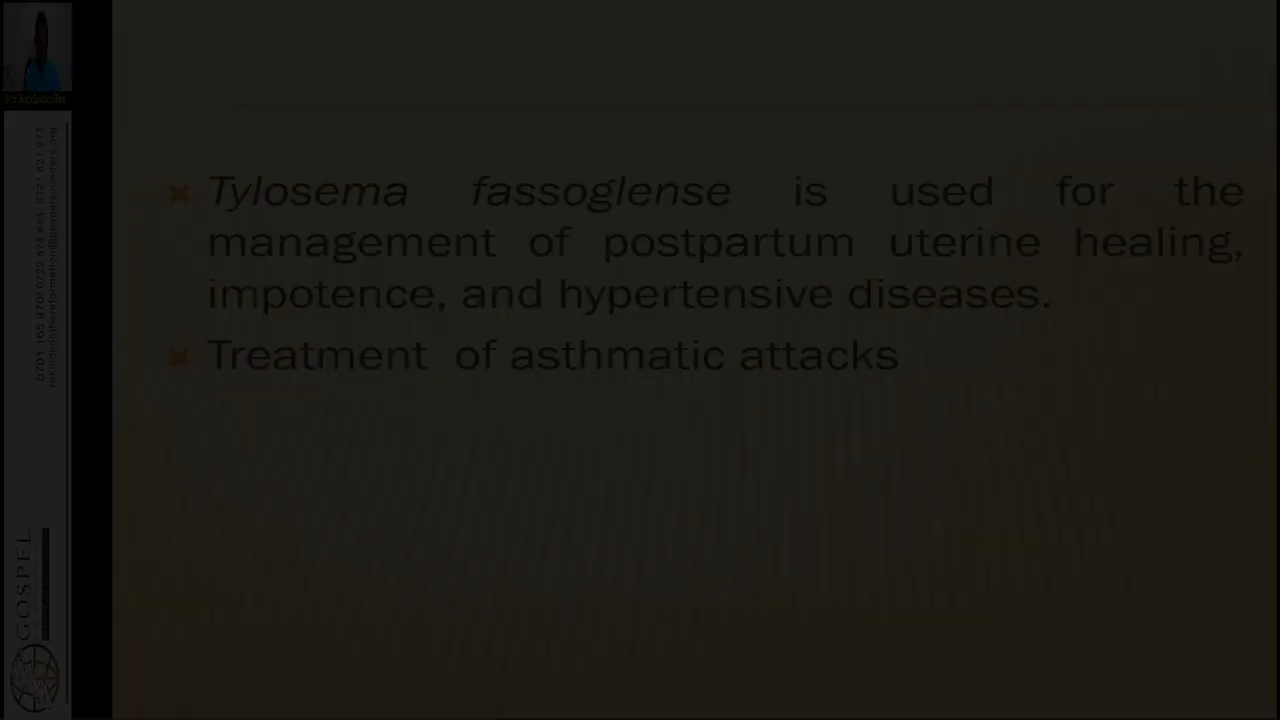 Tylosema fassoglense is used for the
management of postpartum uterine healing,
impotence, and hypertensive diseases.
Treatment of asthmatic attacks
GOSPEL